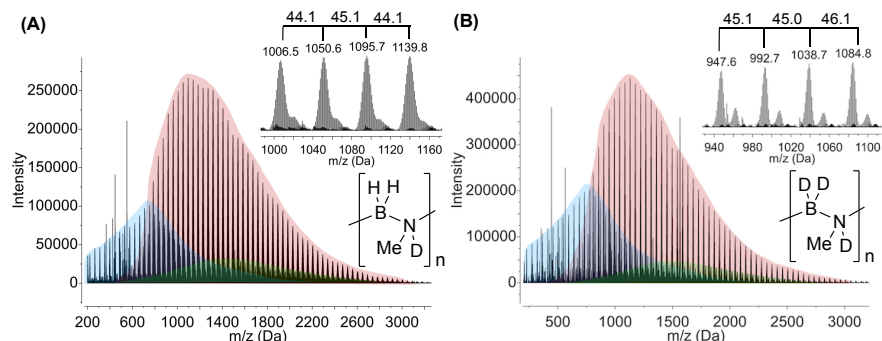 (A)
44.1 45.1 44.1
1006.5 1050.6 1095.7 1139.8
1000 1040 1080 1120 1160
m/z (Da)
Intensity
250000
200000
150000
100000
50000
0
H H
B N
Me D
n
200 600 1000 1400 1800 2200 2600 3000
m/z (Da)
(B)
45.1 45.0 46.1
947.6 992.7 1038.7 1084.8
940 980 1020 1060 1100
m/z (Da)
Intensity
400000
300000
200000
100000
0
D D
B N
Me D
n
500 1000 1500 2000 2500 3000
m/z (Da)